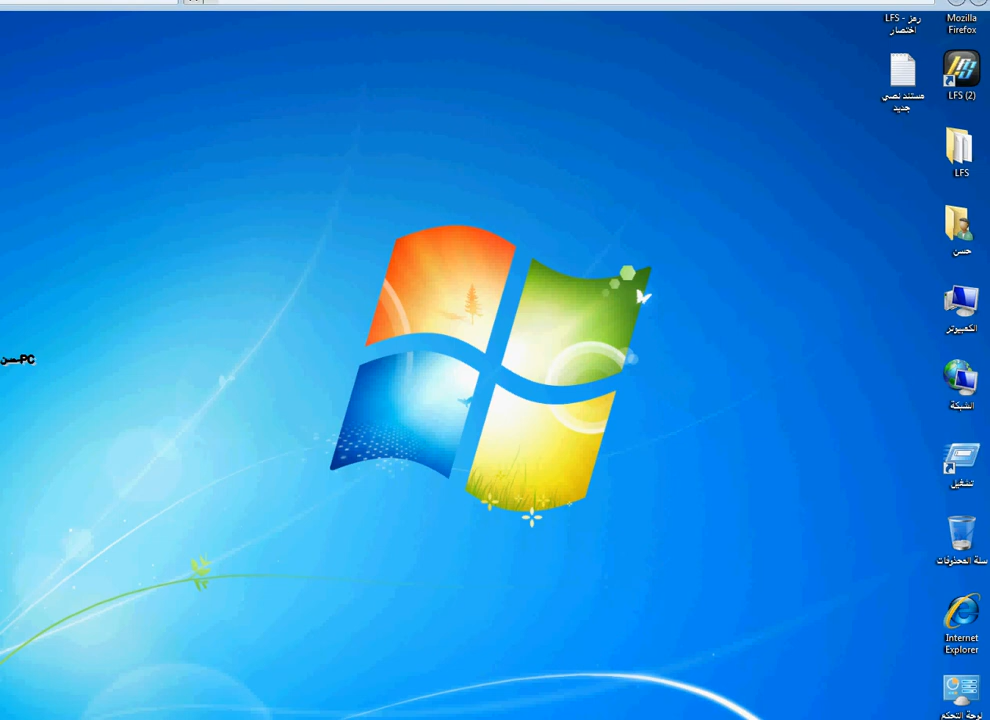 LFS - رمز
اختصار
Mozilla
Firefox
مستند نصي
جديد
LFS (2)
LFS
حسن
حسن-PC
الكمبيوتر
الشبكة
تشغيل
سلة المحذوفات
Internet
Explorer
لوحة التحكم